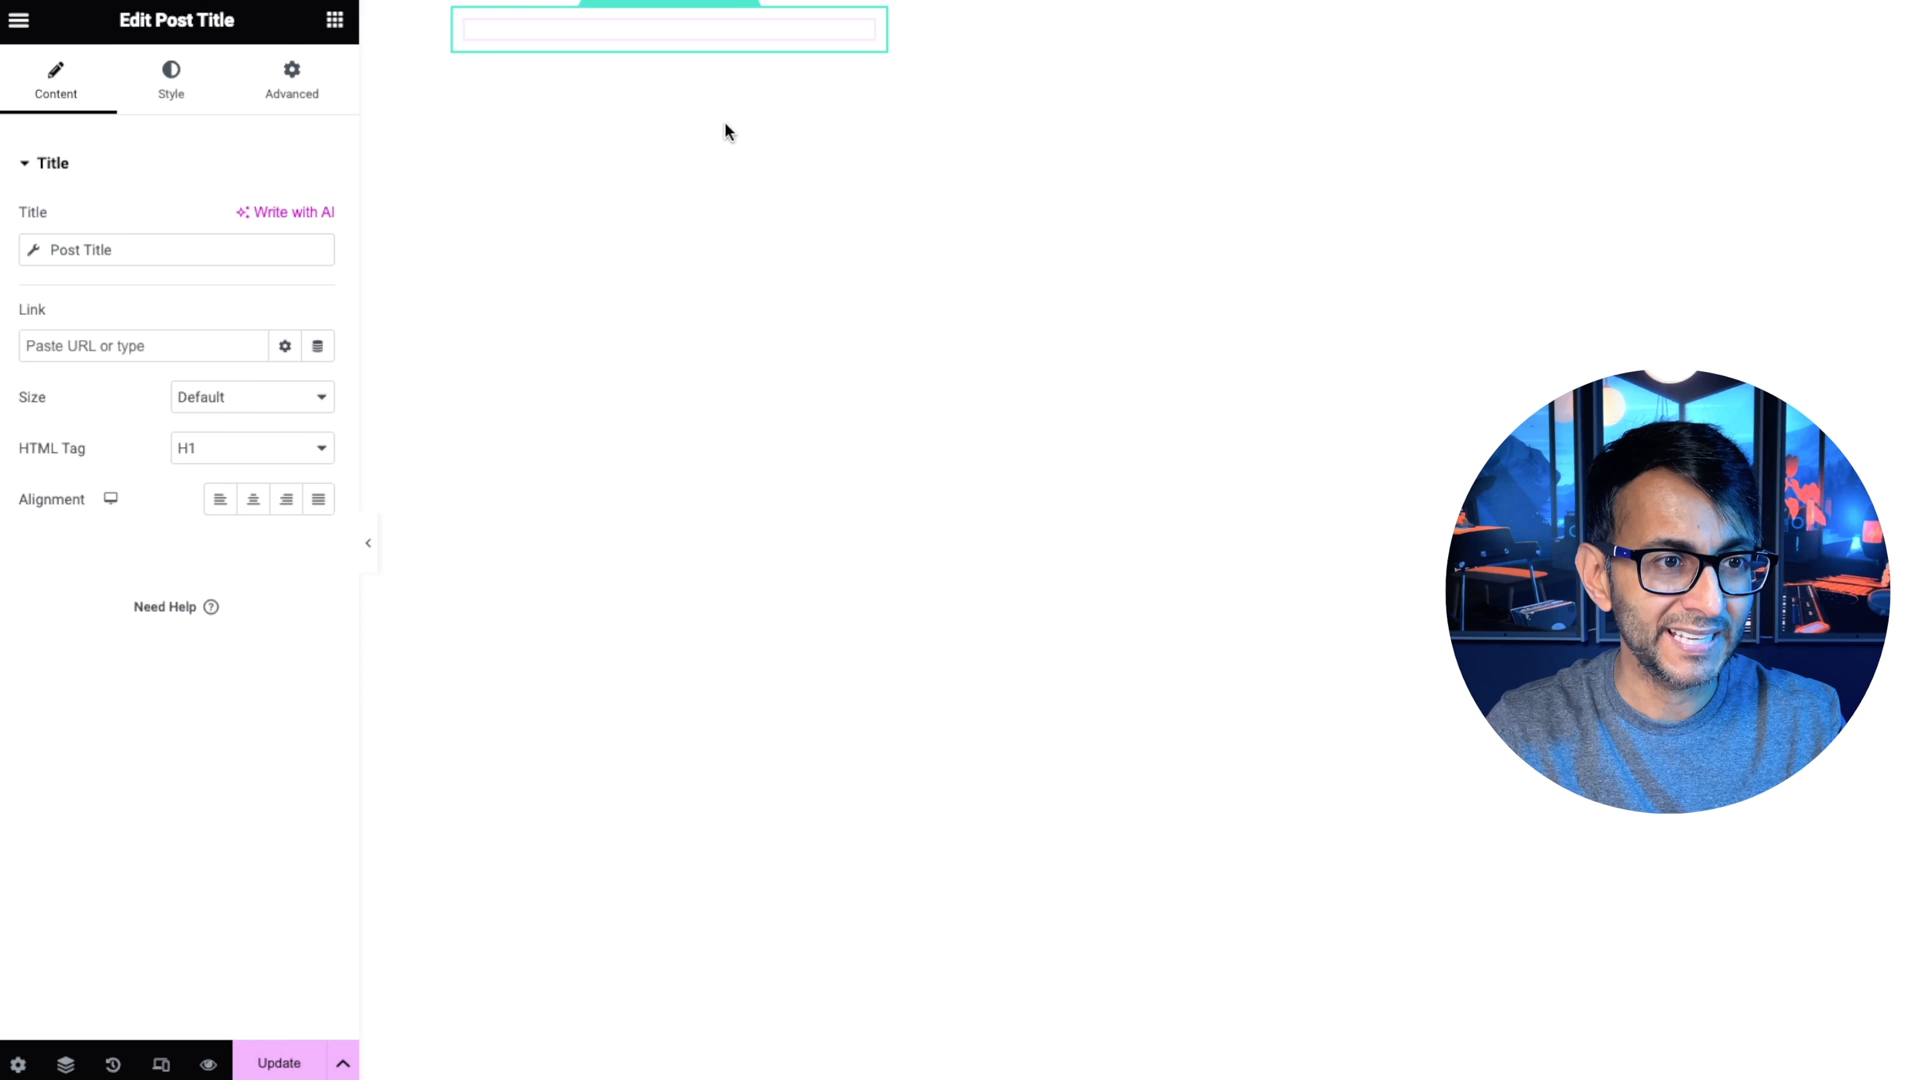 Edit Post Title
Content
Style
Advanced
Title
Title
Write with AI
Post Title
Link
Paste URL or type
Size
Default
HTML Tag
H1
Alignment
Need Help ?
Update